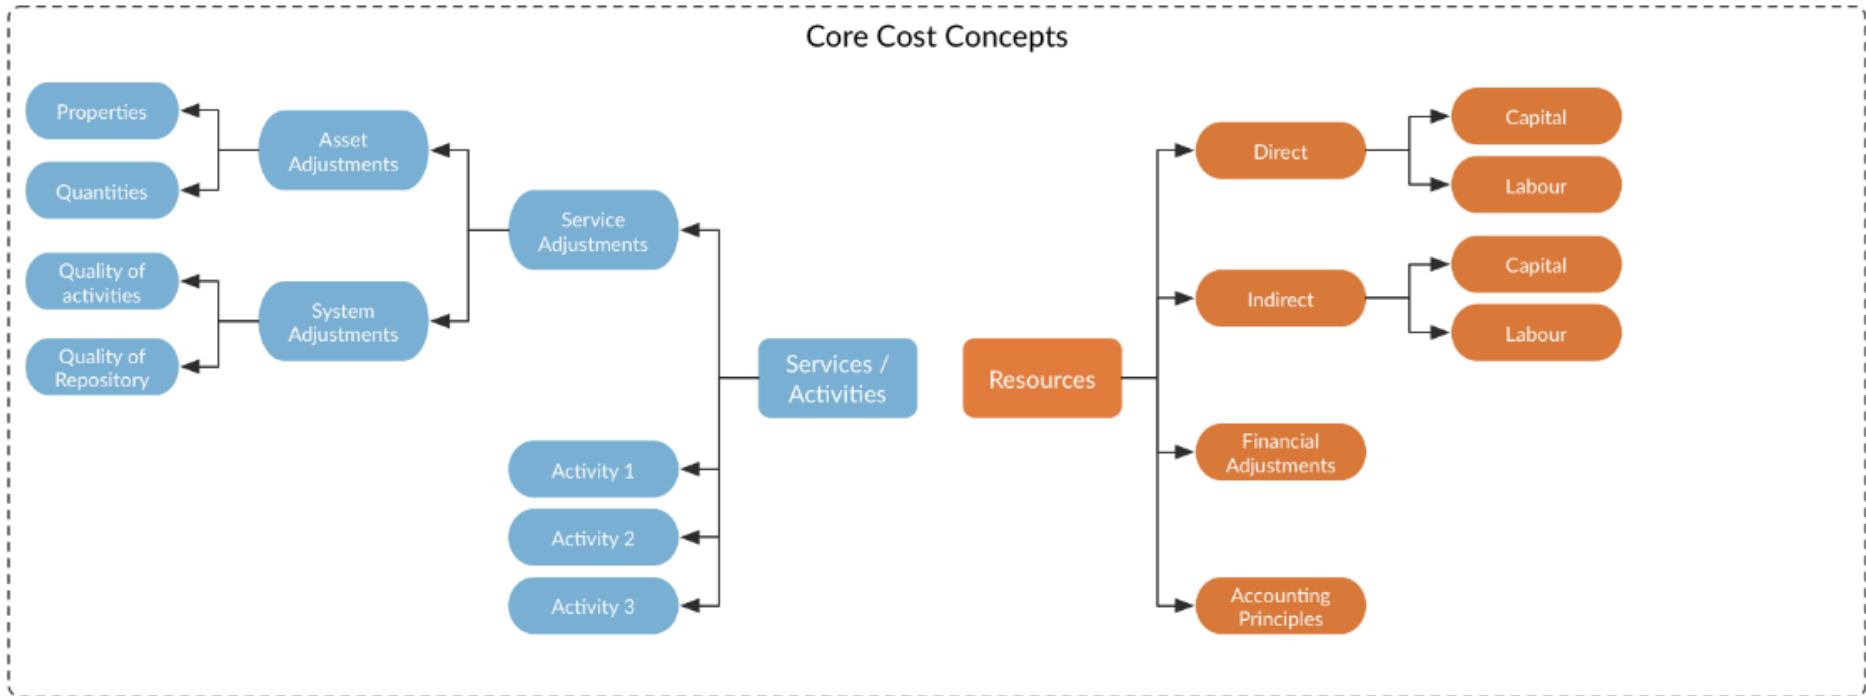 Core Cost Concepts
Properties
Quantities
Quality of
activities
Quality of
Repository
Asset
Adjustments
System
Adjustments
Service
Adjustments
Activity 1
Activity 2
Activity 3
Services /
Activities
Resources
Direct
Indirect
Financial
Adjustments
Accounting
Principles
Capital
Labour
Capital
Labour